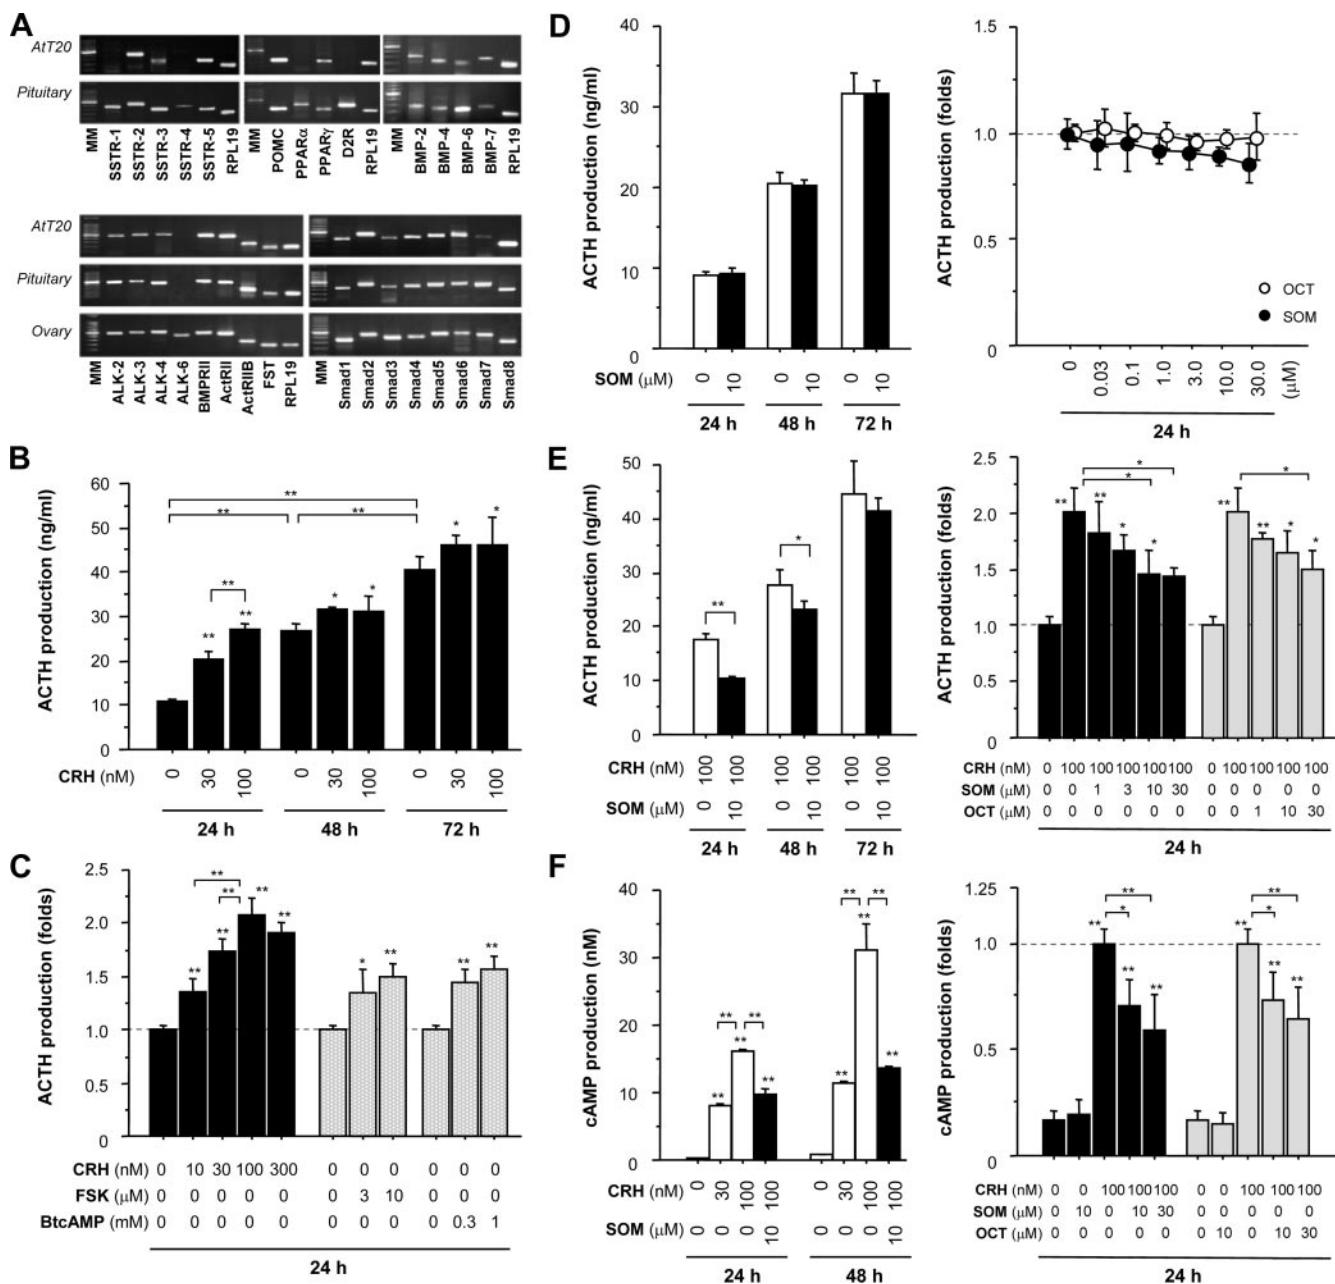 A
AtT20
Pituitary
MM SSTR-1 SSTR-2 SSTR-3 SSTR-4 SSTR-5 RPL19 MM POMC PPARα PPARγ D2R RPL19 MM BMP-2 BMP-4 BMP-6 BMP-7 RPL19
AtT20
Pituitary
Ovary
MM ALK-2 ALK-3 ALK-4 ALK-6 BMPRII ActRII ActRIIB FST RPL19 MM Smad1 Smad2 Smad3 Smad4 Smad5 Smad6 Smad7 Smad8
B
ACTH production (ng/ml)
60
50
40
30
20
10
0
** ** **
** ** ** * * * *
CRH (nM) 0 30 100 0 30 100 0 30 100
24 h 48 h 72 h
C
ACTH production (folds)
2.5
2.0
1.5
1.0
0.5
0
** **
** ** ** ** * ** ** **
CRH (nM) 0 10 30 100 300 0 0 0 0 0 0
FSK (μM) 0 0 0 0 0 0 3 10 0 0 0
BtcAMP (mM) 0 0 0 0 0 0 0 0 0 0.3 1
24 h
D
ACTH production (ng/ml)
40
30
20
10
0
SOM (μM) 0 10 0 10 0 10
24 h 48 h 72 h
ACTH production (folds)
1.5
1.0
0.5
0
OCT
SOM
0 0.03 0.1 1.0 3.0 10.0 30.0 (μM)
24 h
E
ACTH production (ng/ml)
50
40
30
20
10
0
** *
CRH (nM) 100 100 100 100 100 100
SOM (μM) 0 10 0 10 0 10
24 h 48 h 72 h
ACTH production (folds)
2.5
2.0
1.5
1.0
0.5
0
* * *
** ** * * ** ** * *
CRH (nM) 0 100 100 100 100 100 0 100 100 100 100
SOM (μM) 0 0 1 3 10 30 0 0 0 0 0
OCT (μM) 0 0 0 0 0 0 0 0 1 10 30
24 h
F
cAMP production (nM)
40
30
20
10
0
** ** ** **
** ** ** ** ** **
CRH (nM) 0 30 100 100 0 30 100 100
SOM (μM) 0 0 0 10 0 0 0 10
24 h 48 h
cAMP production (folds)
1.25
1.0
0.5
0
** * ** *
** ** ** ** ** **
CRH (nM) 0 0 100 100 100 0 0 100 100 100
SOM (μM) 0 10 0 10 30 0 0 0 0 0
OCT (μM) 0 0 0 0 0 0 10 0 10 30
24 h